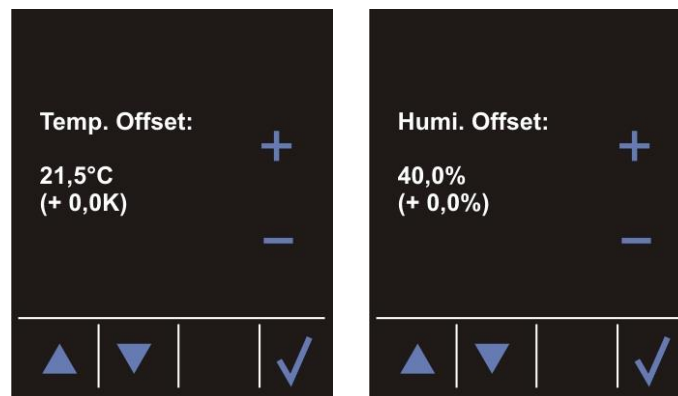 Temp. Offset:
21,5°C
(+ 0,0K)
Humi. Offset:
40,0%
(+ 0,0%)